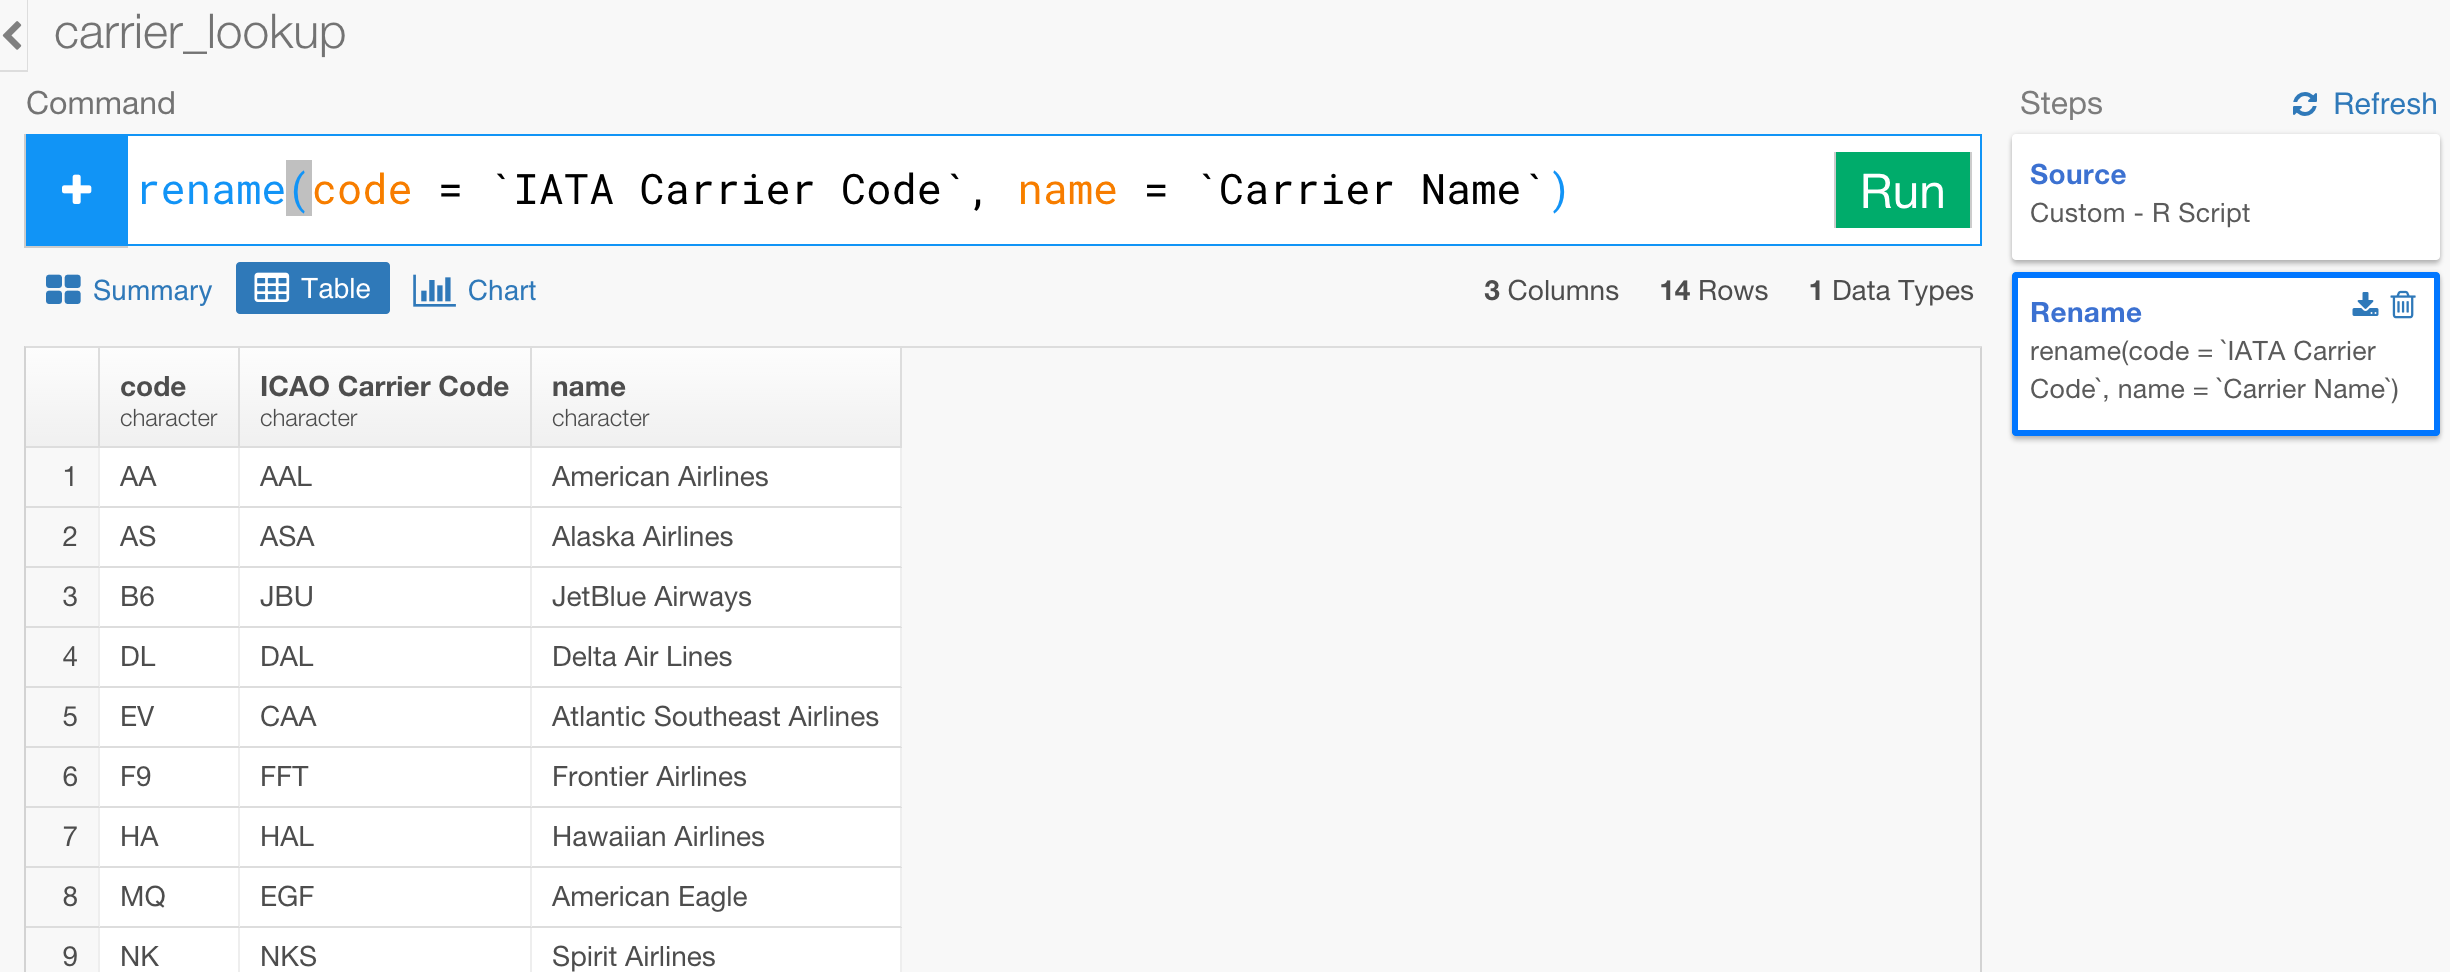 carrier_lookup
Command
Steps Refresh
rename(code = `IATA Carrier Code`, name = `Carrier Name`) Run
Source
Custom - R Script
Summary Table Chart 3 Columns 14 Rows 1 Data Types
Rename
rename(code = `IATA Carrier
Code`, name = `Carrier Name`)
code ICAO Carrier Code name
character character character
1 AA AAL American Airlines
2 AS ASA Alaska Airlines
3 B6 JBU JetBlue Airways
4 DL DAL Delta Air Lines
5 EV CAA Atlantic Southeast Airlines
6 F9 FFT Frontier Airlines
7 HA HAL Hawaiian Airlines
8 MQ EGF American Eagle
9 NK NKS Spirit Airlines